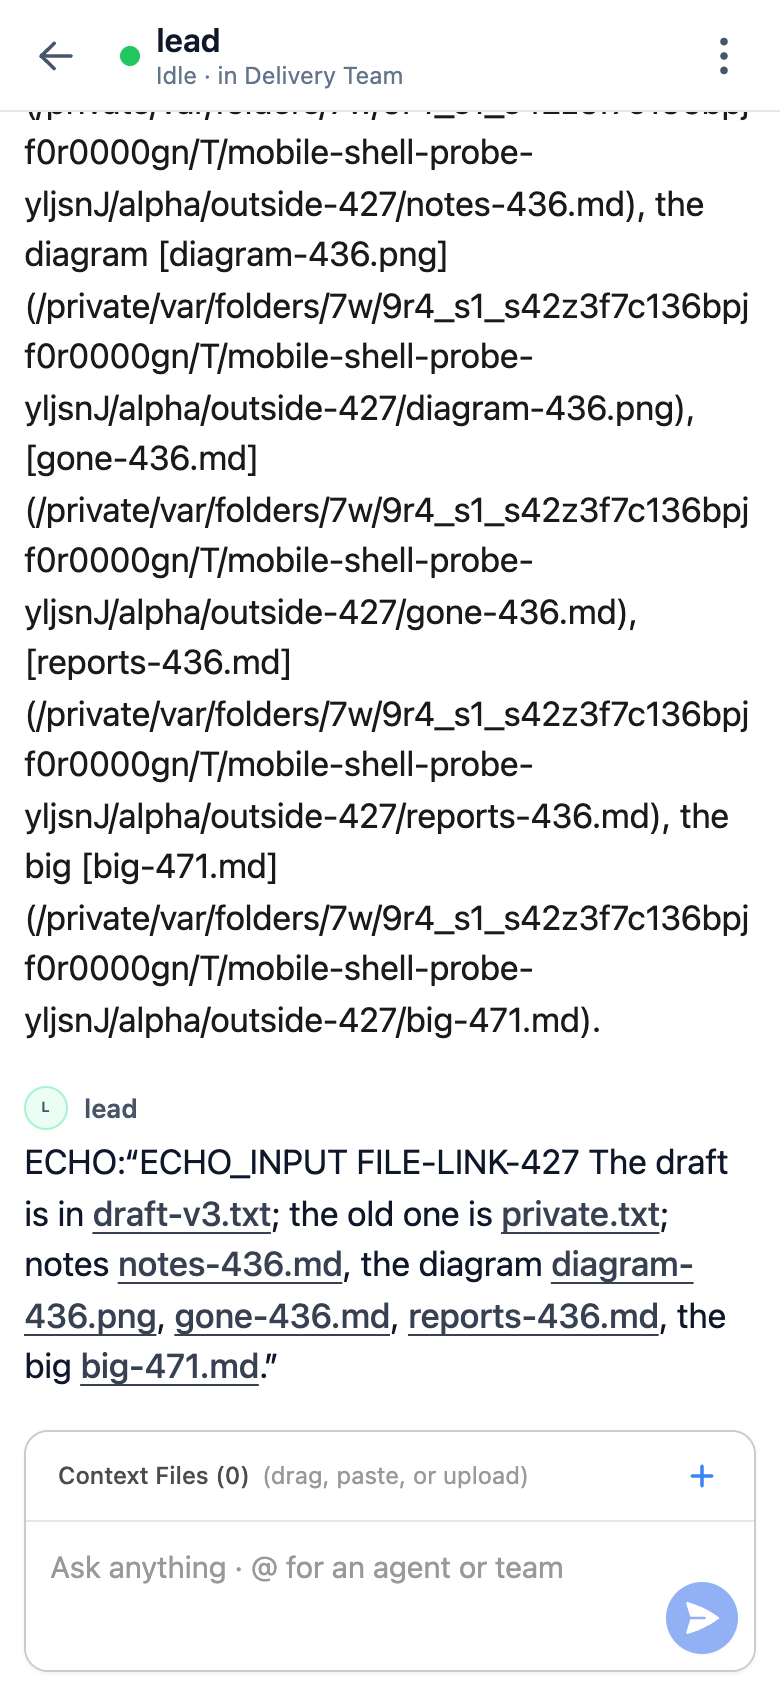 lead
Idle · in Delivery Team
f0r0000gn/T/mobile-shell-probe-
yljsnJ/alpha/outside-427/notes-436.md), the
diagram [diagram-436.png]
(/private/var/folders/7w/9r4_s1_s42z3f7c136bpj
f0r0000gn/T/mobile-shell-probe-
yljsnJ/alpha/outside-427/diagram-436.png),
[gone-436.md]
(/private/var/folders/7w/9r4_s1_s42z3f7c136bpj
f0r0000gn/T/mobile-shell-probe-
yljsnJ/alpha/outside-427/gone-436.md),
[reports-436.md]
(/private/var/folders/7w/9r4_s1_s42z3f7c136bpj
f0r0000gn/T/mobile-shell-probe-
yljsnJ/alpha/outside-427/reports-436.md), the
big [big-471.md]
(/private/var/folders/7w/9r4_s1_s42z3f7c136bpj
f0r0000gn/T/mobile-shell-probe-
yljsnJ/alpha/outside-427/big-471.md).
L lead
ECHO:“ECHO_INPUT FILE-LINK-427 The draft
is in draft-v3.txt; the old one is private.txt;
notes notes-436.md, the diagram diagram-
436.png, gone-436.md, reports-436.md, the
big big-471.md.”
Context Files (0) (drag, paste, or upload)
Ask anything · @ for an agent or team